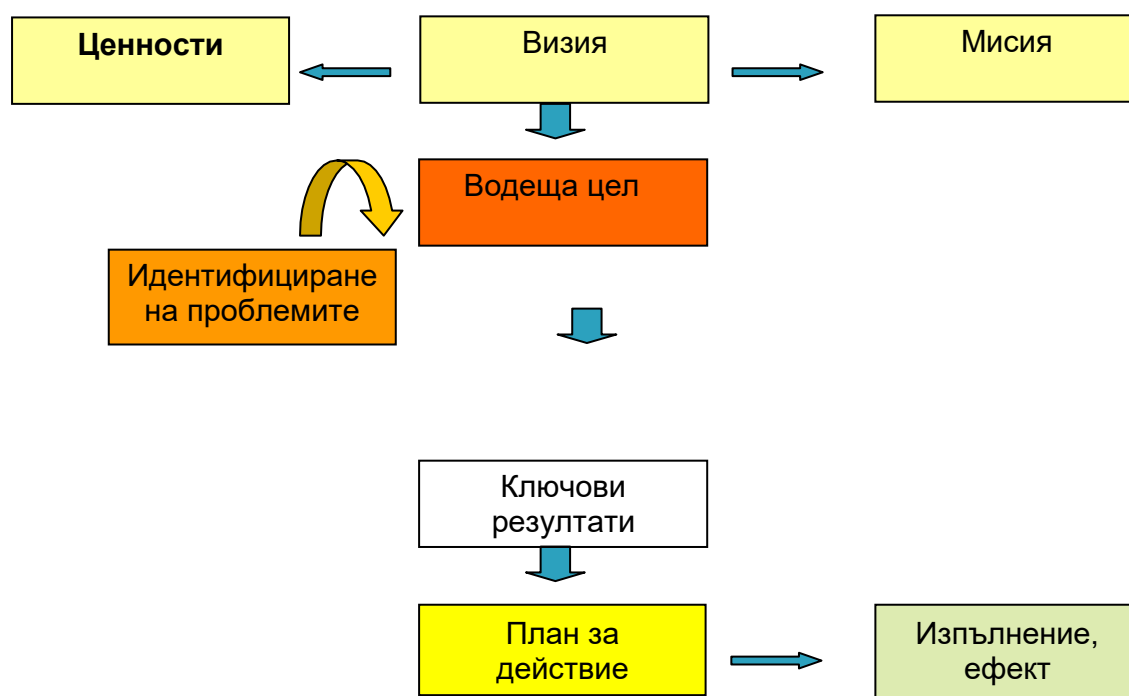 Ценности
Визия
Мисия
Водеща цел
Идентифициране
на проблемите
Ключови
резултати
План за
действие
Изпълнение,
ефект